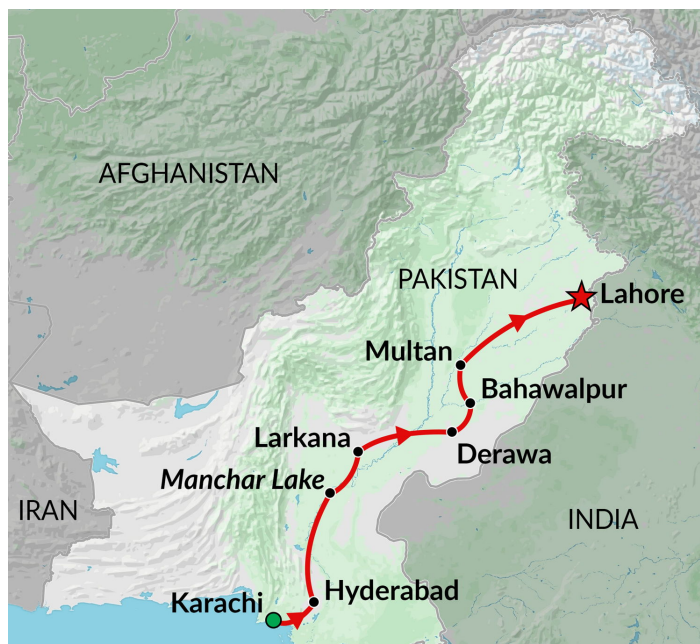 AFGHANISTAN
PAKISTAN
Lahore
Multan
Bahawalpur
Larkana
Derawa
Manchar Lake
IRAN
INDIA
Hyderabad
Karachi